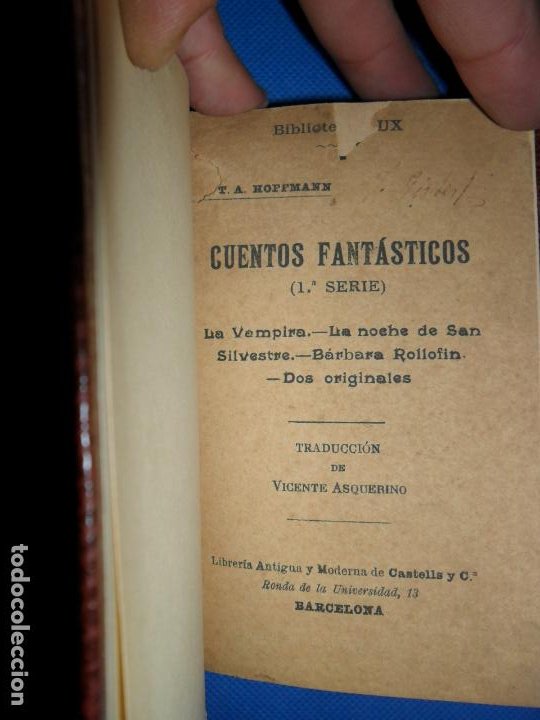 Bibliote UX
T. A. HOFFMANN
CUENTOS FANTÁSTICOS
(1.ª SERIE)
La Vampira.—La noche de San
Silvestre.—Bárbara Rollofin.
—Dos originales
TRADUCCIÓN
DE
VICENTE ASQUERINO
Librería Antigua y Moderna de Castells y C.ª
Ronda de la Universidad, 13
BARCELONA
todocoleccion